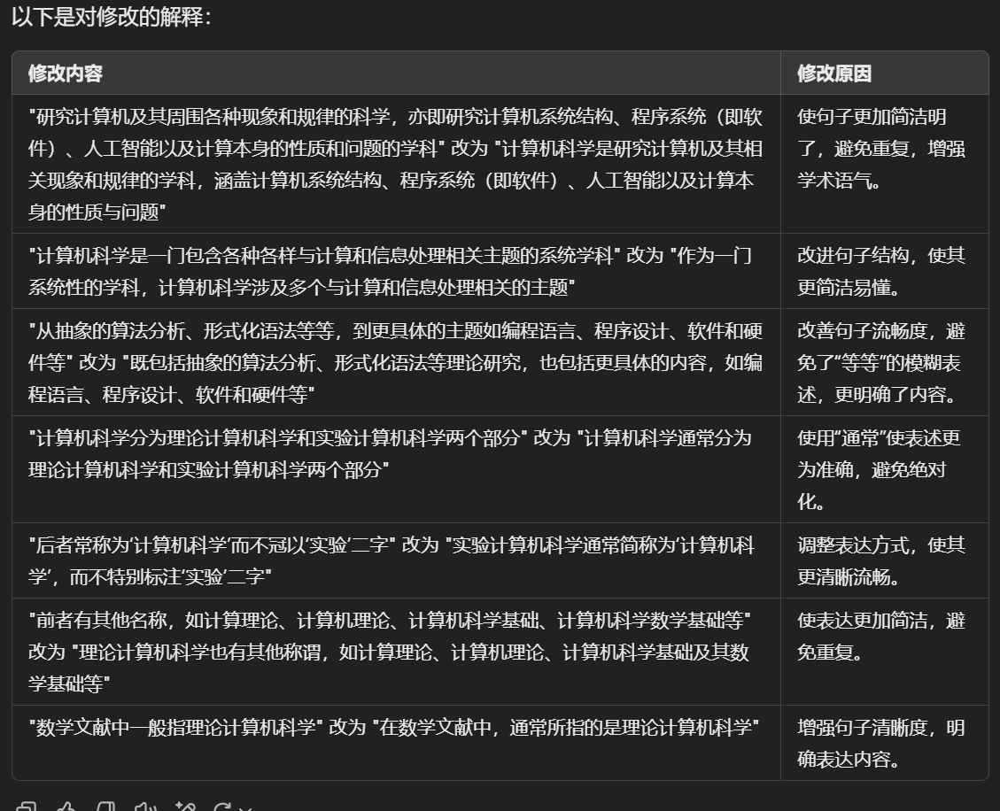 以下是对修改的解释：
修改内容
修改原因
"研究计算机及其周围各种现象和规律的科学，亦即研究计算机系统结构、程序系统（即软
件）、人工智能以及计算本身的性质和问题的学科" 改为 "计算机科学是研究计算机及其相
关现象和规律的学科，涵盖计算机系统结构、程序系统（即软件）、人工智能以及计算本
身的性质与问题"
使句子更加简洁明
了，避免重复，增强
学术语气。
"计算机科学是一门包含各种各样与计算和信息处理相关主题的系统学科" 改为 "作为一门
系统性的学科，计算机科学涉及多个与计算和信息处理相关的主题"
改进句子结构，使其
更简洁易懂。
"从抽象的算法分析、形式化语法等等，到更具体的主题如编程语言、程序设计、软件和硬
件等" 改为 "既包括抽象的算法分析、形式化语法等理论研究，也包括更具体的内容，如编
程语言、程序设计、软件和硬件等"
改善句子流畅度，避
免了“等等”的模糊表
述，更明确了内容。
"计算机科学分为理论计算机科学和实验计算机科学两个部分" 改为 "计算机科学通常分为
理论计算机科学和实验计算机科学两个部分"
使用“通常”使表述更
为准确，避免绝对
化。
"后者常称为‘计算机科学’而不冠以‘实验’二字" 改为 "实验计算机科学通常简称为‘计算机科
学’，而不特别标注‘实验’二字"
调整表达方式，使其
更清晰流畅。
"前者有其他名称，如计算理论、计算机理论、计算机科学基础、计算机科学数学基础等"
改为 "理论计算机科学也有其他称谓，如计算理论、计算机理论、计算机科学基础及其数
学基础等"
使表达更加简洁，避
免重复。
"数学文献中一般指理论计算机科学" 改为 "在数学文献中，通常所指的是理论计算机科学"
增强句子清晰度，明
确表达内容。